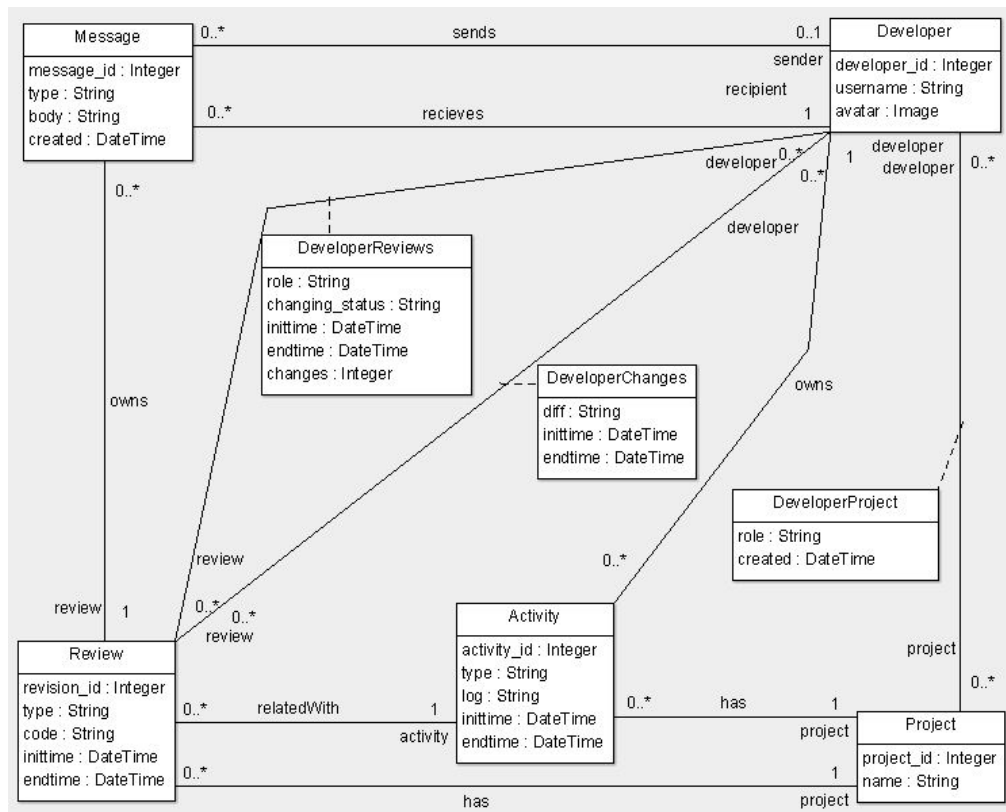 Message
message_id : Integer
type : String
body : String
created : DateTime
0..*
sends
0..1
sender
Developer
developer_id : Integer
username : String
avatar : Image
0..*
recieves
recipient
1
0..*
developer
0..*
0..*
developer
1
developer
developer
0..*
DeveloperReviews
role : String
changing_status : String
inittime : DateTime
endtime : DateTime
changes : Integer
DeveloperChanges
diff : String
inittime : DateTime
endtime : DateTime
owns
owns
DeveloperProject
role : String
created : DateTime
review
0..*
0..*
0..*
review
review
1
project
0..*
Review
revision_id : Integer
type : String
code : String
inittime : DateTime
endtime : DateTime
0..*
relatedWith
1
activity
Activity
activity_id : Integer
type : String
log : String
inittime : DateTime
endtime : DateTime
0..*
has
1
project
Project
project_id : Integer
name : String
0..*
has
1
project